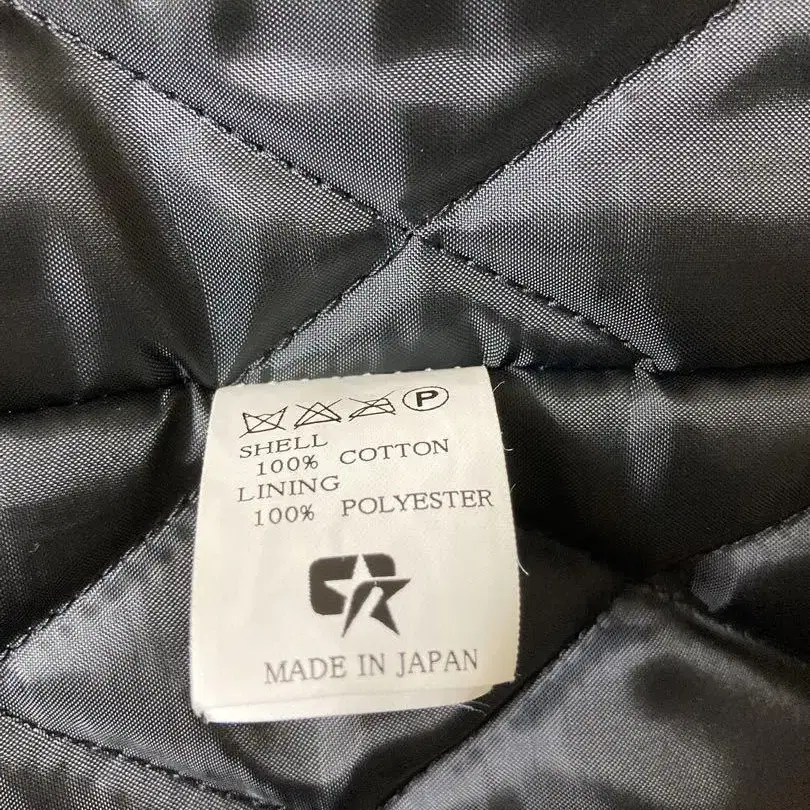 P
SHELL
100% COTTON
LINING
100% POLYESTER
MADE IN JAPAN